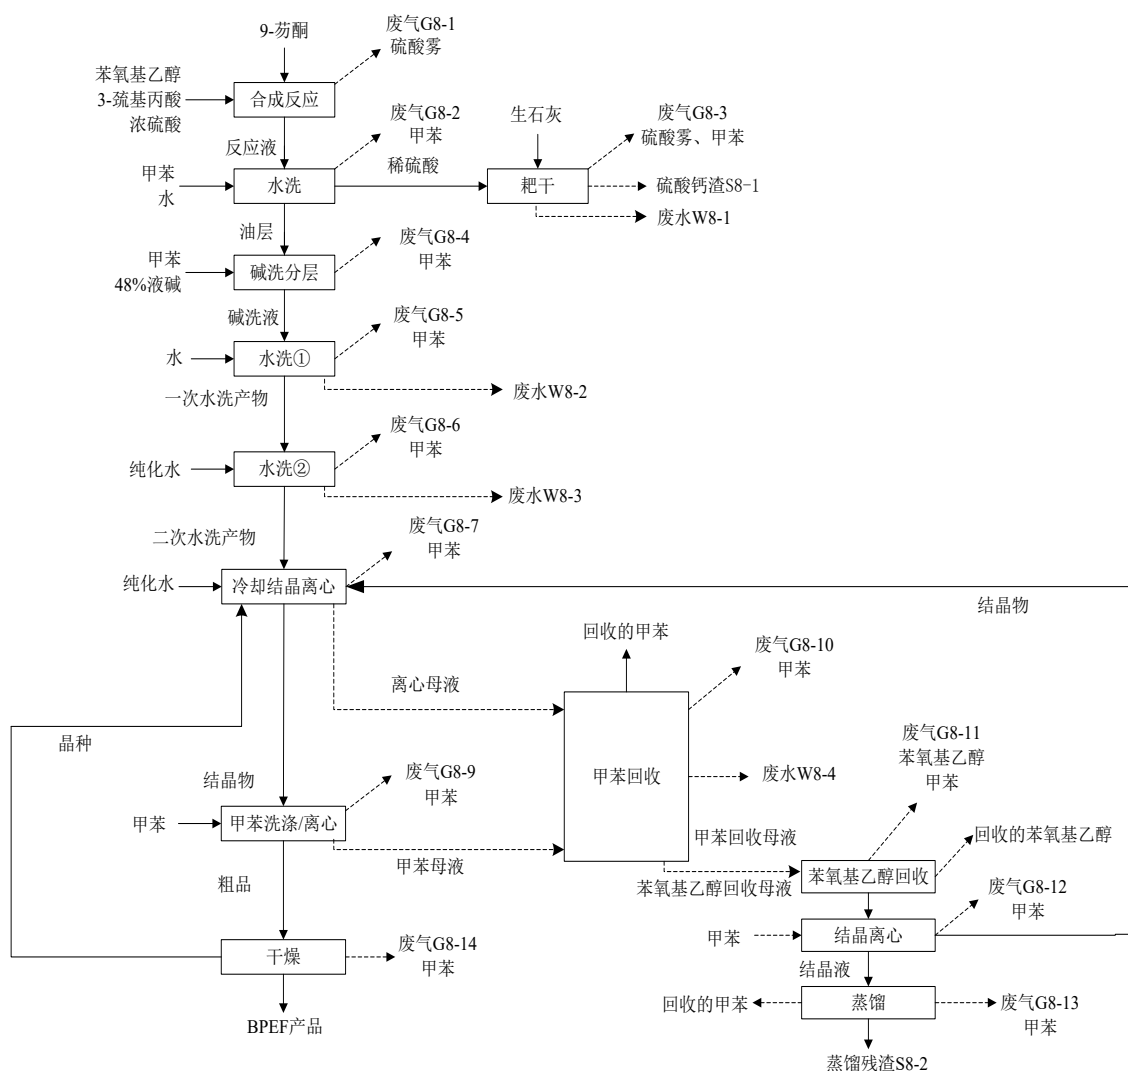 9-芴酮
废气G8-1
硫酸雾
苯氧基乙醇
3-巯基丙酸
浓硫酸
合成反应
废气G8-2
甲苯
生石灰
废气G8-3
硫酸雾、甲苯
反应液
稀硫酸
甲苯
水
水洗
耙干
硫酸钙渣S8-1
废水W8-1
油层
废气G8-4
甲苯
甲苯
48%液碱
碱洗分层
碱洗液
废气G8-5
甲苯
水
水洗①
废水W8-2
一次水洗产物
废气G8-6
甲苯
纯化水
水洗②
废水W8-3
二次水洗产物
废气G8-7
甲苯
纯化水
冷却结晶离心
结晶物
回收的甲苯
废气G8-10
甲苯
离心母液
晶种
废气G8-11
苯氧基乙醇
甲苯
结晶物
废气G8-9
甲苯
甲苯回收
废水W8-4
甲苯
甲苯洗涤/离心
甲苯回收母液
回收的苯氧基乙醇
甲苯母液
粗品
苯氧基乙醇回收母液
苯氧基乙醇回收
废气G8-12
甲苯
甲苯
结晶离心
废气G8-14
甲苯
干燥
结晶液
回收的甲苯
蒸馏
废气G8-13
甲苯
BPEF产品
蒸馏残渣S8-2